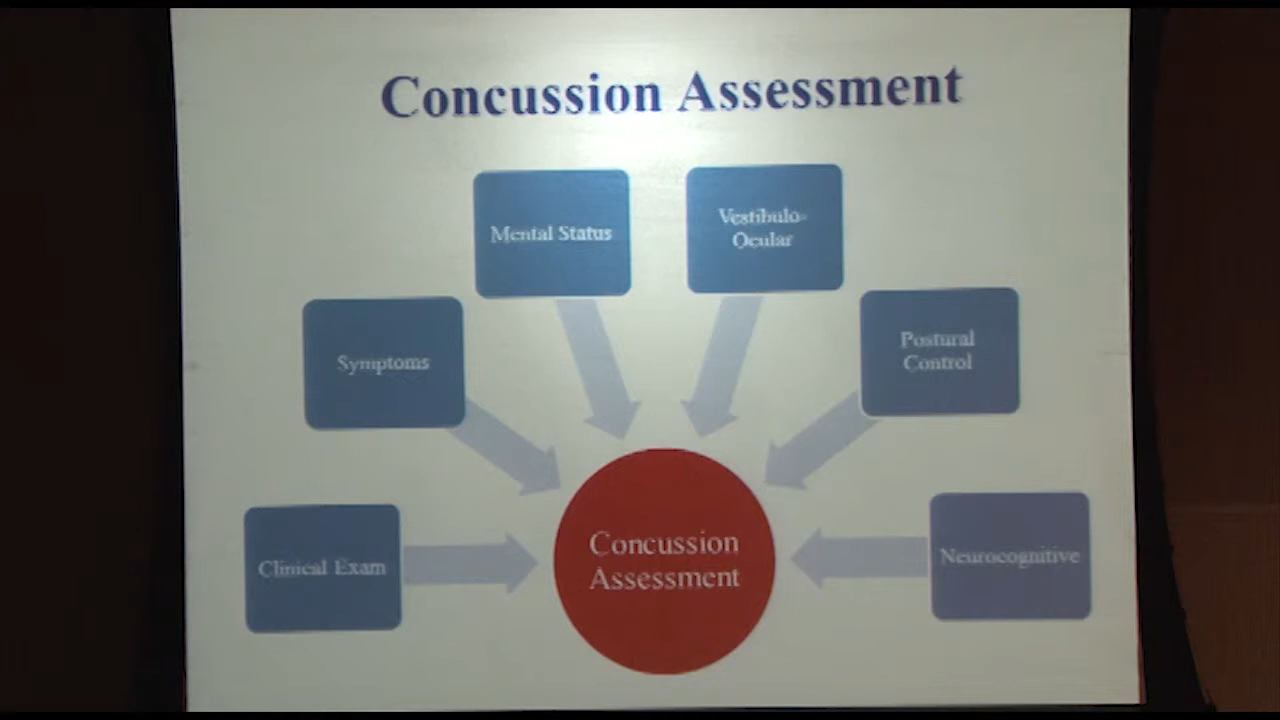 Concussion Assessment
Mental Status
Vestibulo-
Ocular
Symptoms
Postural
Control
Clinical Exam
Concussion
Assessment
Neurocognitive